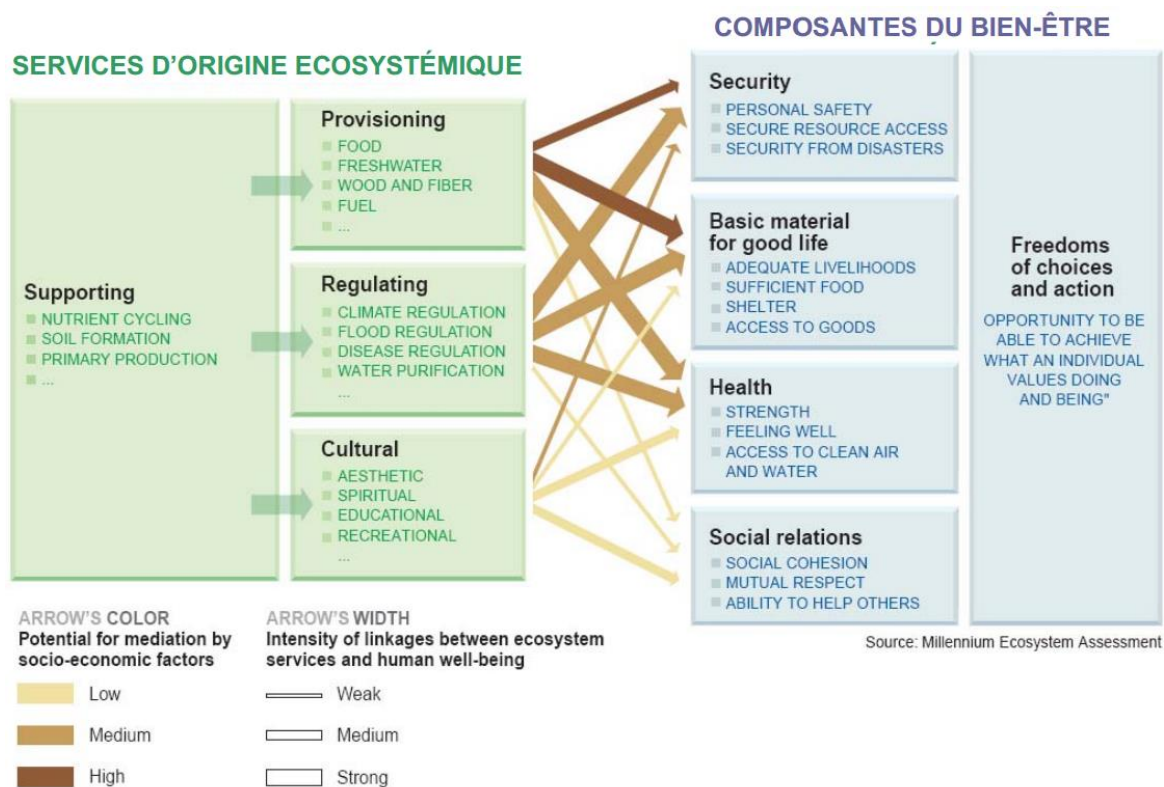 COMPOSANTES DU BIEN-ÊTRE
SERVICES D'ORIGINE ECOSYSTÉMIQUE
Supporting
NUTRIENT CYCLING
SOIL FORMATION
PRIMARY PRODUCTION
...
Provisioning
FOOD
FRESHWATER
WOOD AND FIBER
FUEL
...
Regulating
CLIMATE REGULATION
FLOOD REGULATION
DISEASE REGULATION
WATER PURIFICATION
...
Cultural
AESTHETIC
SPIRITUAL
EDUCATIONAL
RECREATIONAL
...
Security
PERSONAL SAFETY
SECURE RESOURCE ACCESS
SECURITY FROM DISASTERS
Basic material
for good life
ADEQUATE LIVELIHOODS
SUFFICIENT FOOD
SHELTER
ACCESS TO GOODS
Health
STRENGTH
FEELING WELL
ACCESS TO CLEAN AIR
AND WATER
Social relations
SOCIAL COHESION
MUTUAL RESPECT
ABILITY TO HELP OTHERS
Freedoms
of choices
and action
OPPORTUNITY TO BE
ABLE TO ACHIEVE
WHAT AN INDIVIDUAL
VALUES DOING
AND BEING"
Source: Millennium Ecosystem Assessment
ARROW'S COLOR
Potential for mediation by
socio-economic factors
Low
Medium
High
ARROW'S WIDTH
Intensity of linkages between ecosystem
services and human well-being
Weak
Medium
Strong